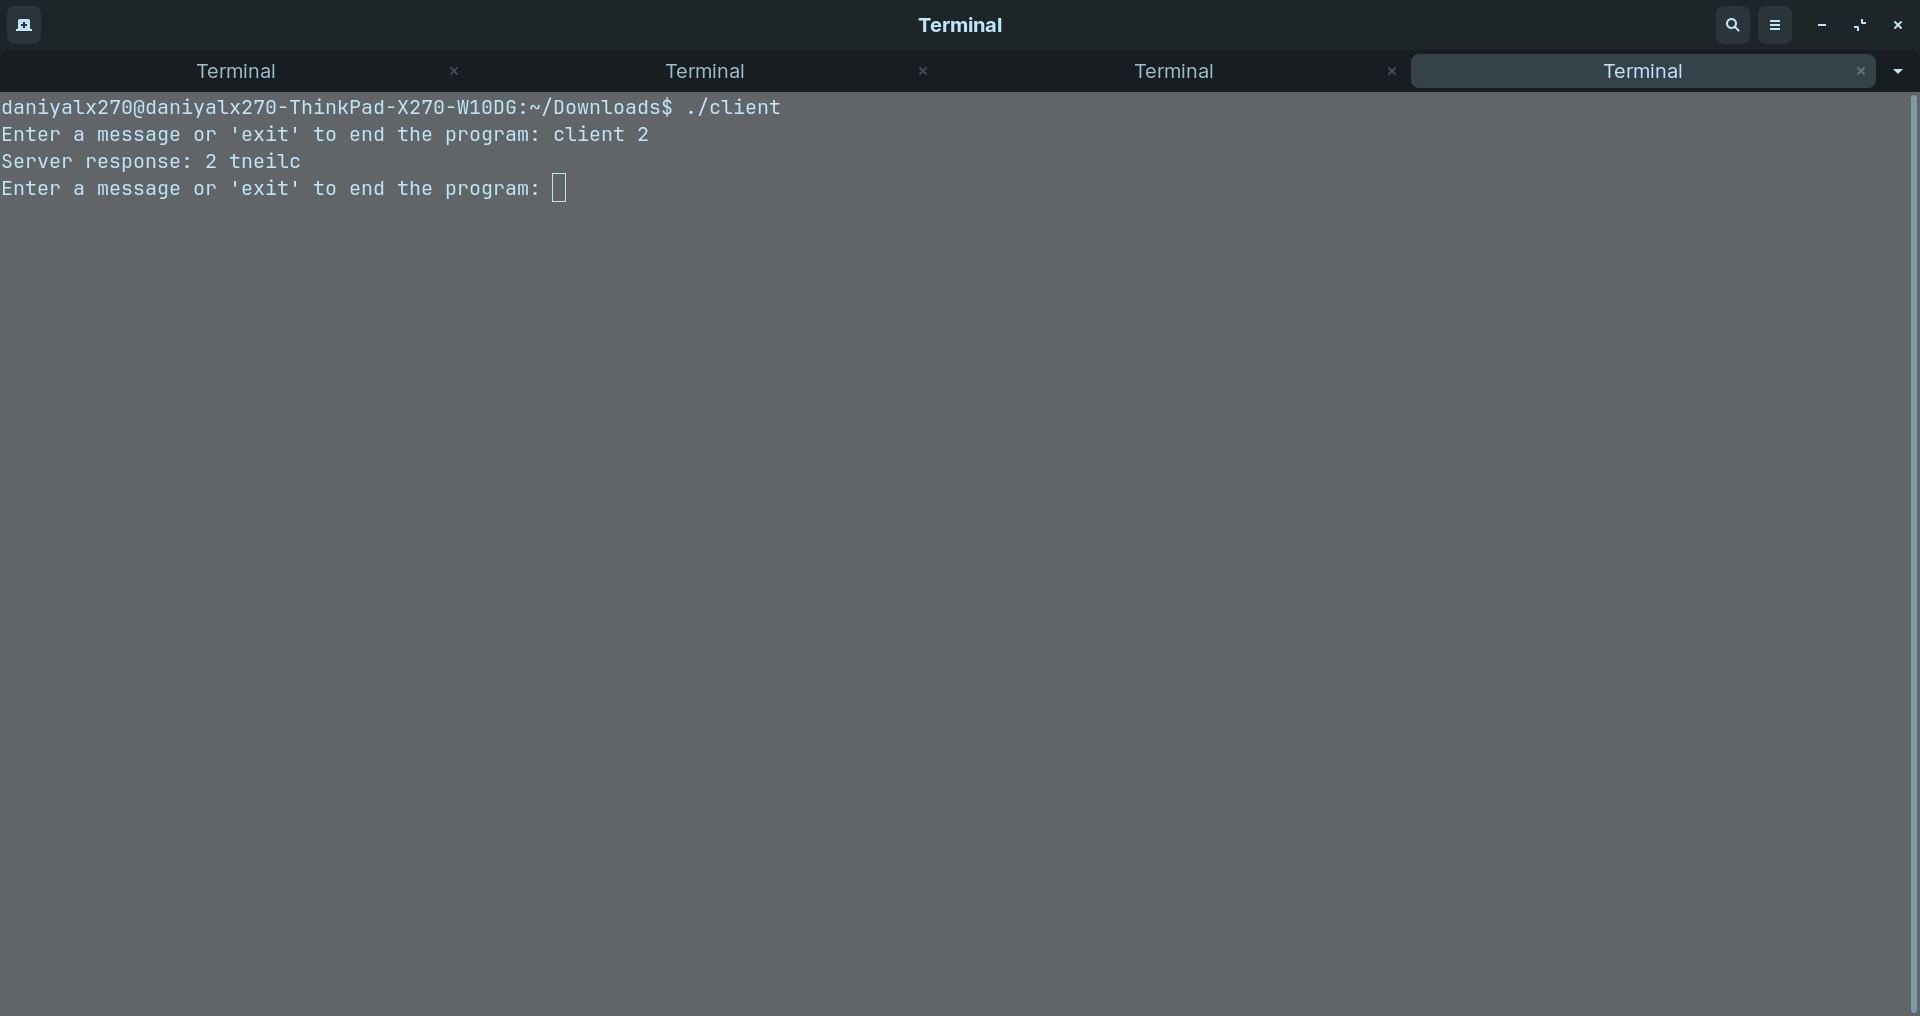 Terminal
Terminal
Terminal
Terminal
Terminal
daniyalx270@daniyalx270-ThinkPad-X270-W10DG:~/Downloads$ ./client
Enter a message or 'exit' to end the program: client 2
Server response: 2 tneilc
Enter a message or 'exit' to end the program: